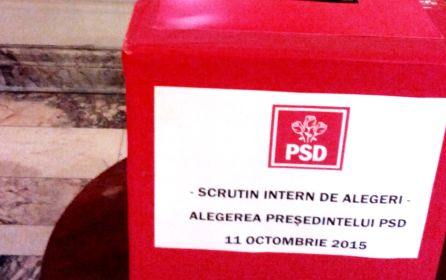 PSD
- SCRUTIN INTERN DE ALEGERI -
ALEGEREA PREȘEDINTELUI PSD
11 OCTOMBRIE 2015